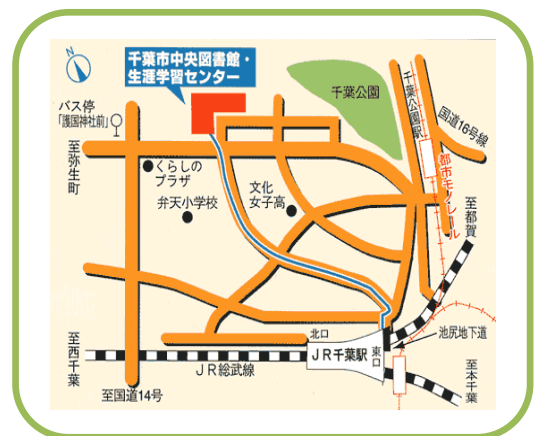 千葉市中央図書館・
生涯学習センター
千葉公園
千葉公園駅
国道16号線
バス停
「護国神社前」
至弥生町
くらしの
プラザ
文化
女子高
弁天小学校
都市モノレール
至都賀
北口
JR千葉駅
東口
池尻地下道
至西千葉
JR総武線
至本千葉
至国道14号